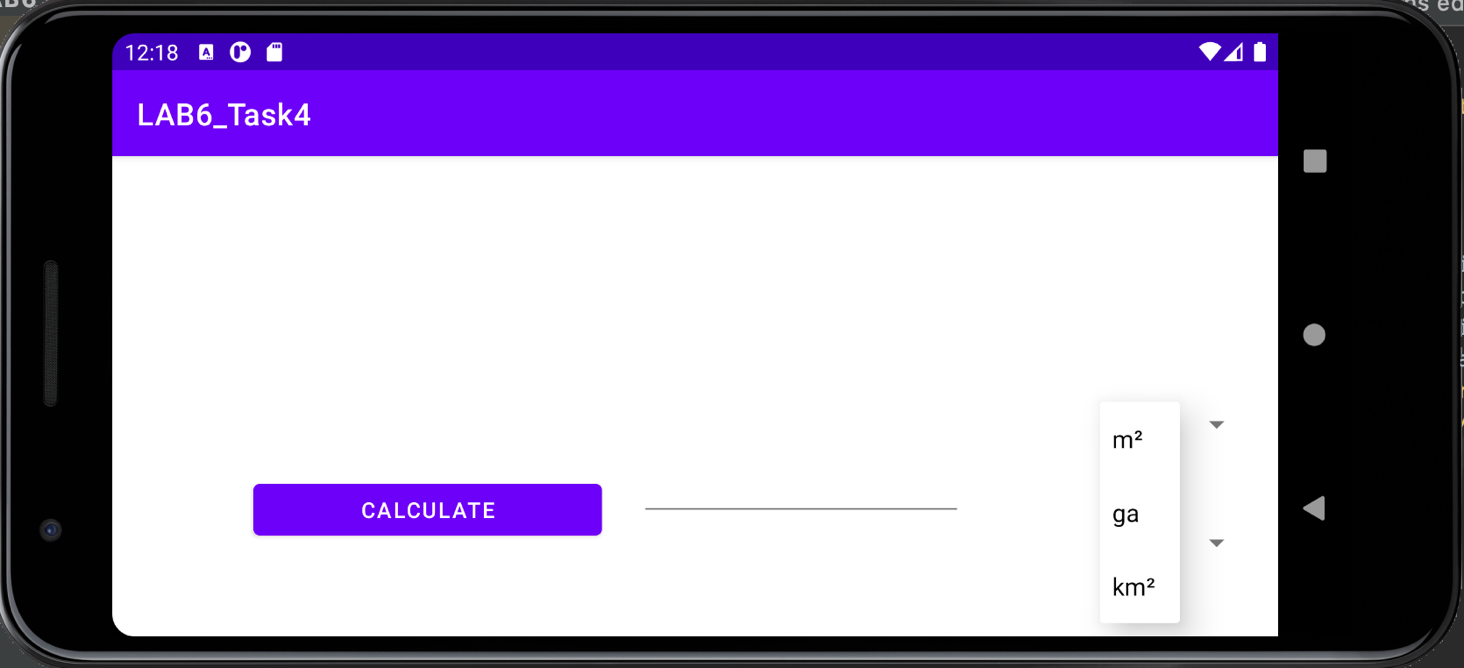 12:18
LAB6_Task4
m²
CALCULATE
ga
km²